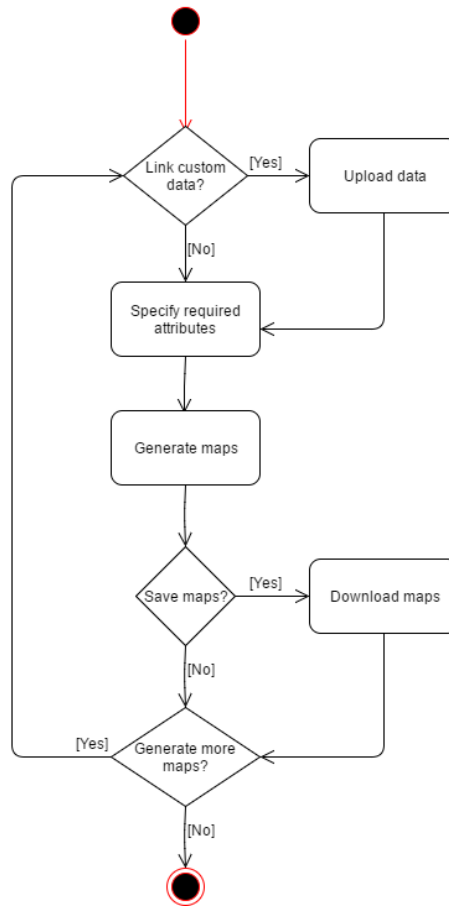 Link custom
data?
[Yes]
Upload data
[No]
Specify required
attributes
Generate maps
Save maps?
[Yes]
Download maps
[No]
[Yes]
Generate more
maps?
[No]